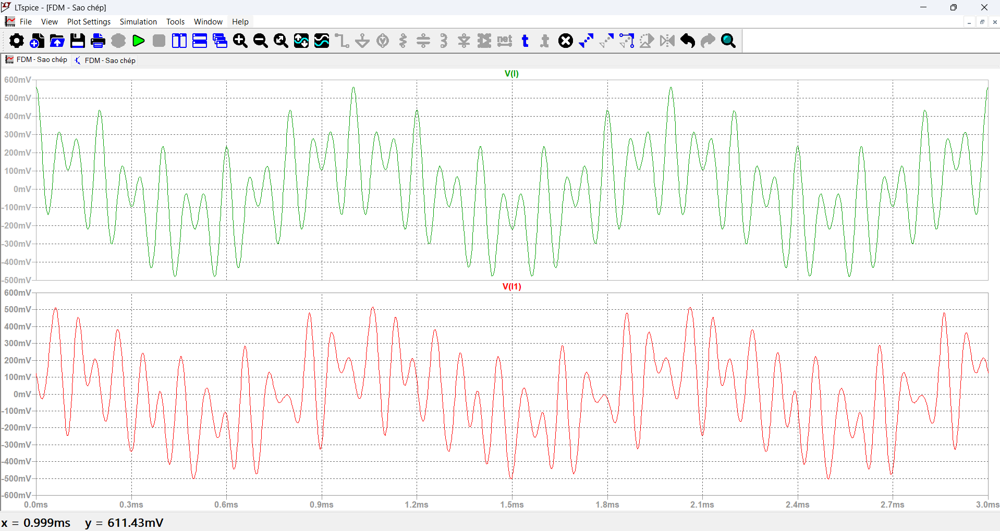 LTspice - [FDM - Sao chép]
File View Plot Settings Simulation Tools Window Help
net t .t
FDM - Sao chép FDM - Sao chép
V(I)
600mV
500mV
400mV
300mV
200mV
100mV
0mV
-100mV
-200mV
-300mV
-400mV
-500mV
V(I1)
600mV
500mV
400mV
300mV
200mV
100mV
0mV
-100mV
-200mV
-300mV
-400mV
-500mV
-600mV
0.0ms 0.3ms 0.6ms 0.9ms 1.2ms 1.5ms 1.8ms 2.1ms 2.4ms 2.7ms 3.0ms
x = 0.999ms y = 611.43mV